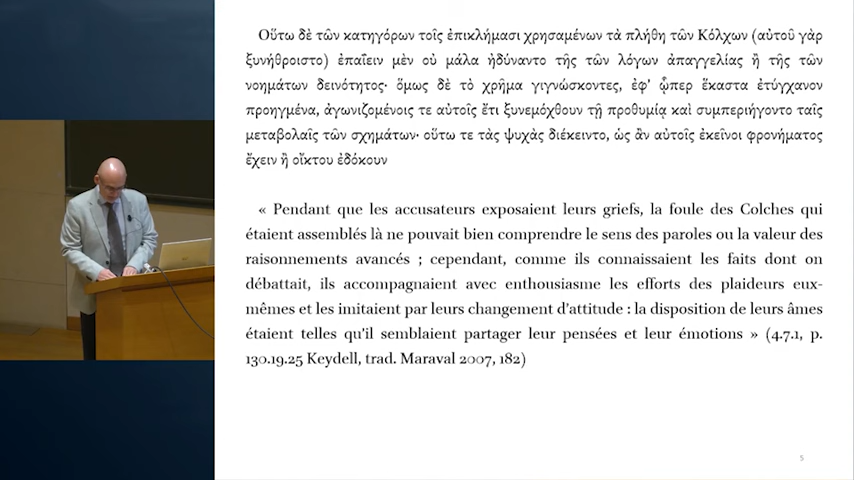 Οὕτω δὲ τῶν κατηγόρων τοῖς ἐπικλήμασι χρησαμένων τὰ πλήθη τῶν Κόλχων (αὐτοῦ γὰρ
ξυνήθροιστο) ἐπαΐειν μὲν οὐ μάλα ἠδύναντο τῆς τῶν λόγων ἀπαγγελίας ἢ τῆς τῶν
νοημάτων δεινότητος· ὅμως δὲ τὸ χρῆμα γιγνώσκοντες, ἐφ’ ᾧπερ ἕκαστα ἐτύγχανον
προηγμένα, ἀγωνιζομένοις τε αὐτοῖς ἔτι ξυνεμόχθουν τῇ προθυμίᾳ καὶ συμπεριήγοντο ταῖς
μεταβολαῖς τῶν σχημάτων· οὕτω τε τὰς ψυχὰς διέκειντο, ὡς ἂν αὐτοῖς ἐκεῖνοι φρονήματος
ἔχειν ἢ οἴκτου ἐδόκουν
« Pendant que les accusateurs exposaient leurs griefs, la foule des Colches qui
étaient assemblés là ne pouvait bien comprendre le sens des paroles ou la valeur des
raisonnements avancés ; cependant, comme ils connaissaient les faits dont on
débattait, ils accompagnaient avec enthousiasme les efforts des plaideurs eux-
mêmes et les imitaient par leurs changement d’attitude : la disposition de leurs âmes
étaient telles qu’il semblaient partager leur pensées et leur émotions » (4.7.1, p.
130.19.25 Keydell, trad. Maraval 2007, 182)
5